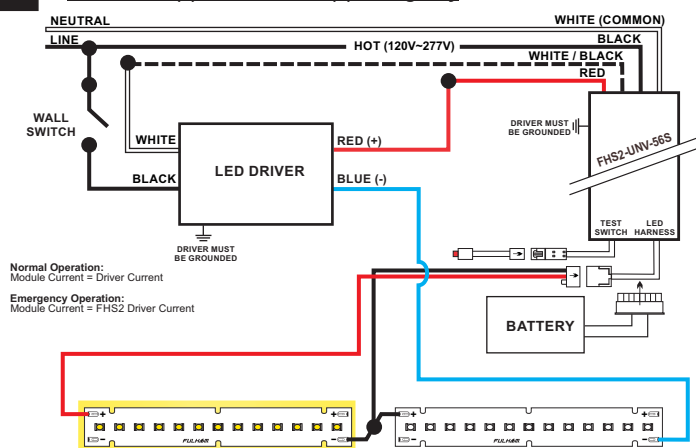 NEUTRAL
WHITE (COMMON)
LINE
BLACK
HOT (120V~277V)
WHITE / BLACK
RED
WALL
SWITCH
DRIVER MUST
BE GROUNDED
FHS2-UNV-56S
WHITE
LED DRIVER
RED (+)
BLACK
BLUE (-)
TEST
SWITCH
LED
HARNESS
DRIVER MUST
BE GROUNDED
Normal Operation:
Module Current = Driver Current
Emergency Operation:
Module Current = FHS2 Driver Current
BATTERY
+ +
+ +
- FULHAM -
- FULHAM -